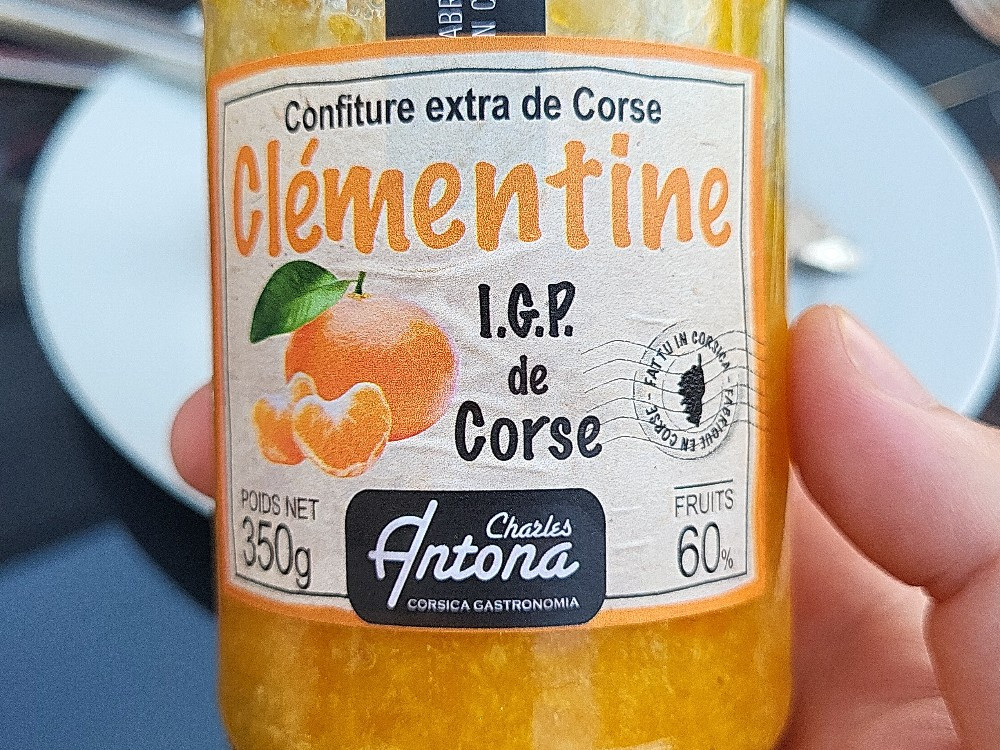 Confiture extra de Corse
Clémentine
I.G.P.
de
Corse
FATTU IN CORSICA - FABRIQUÉ EN CORSE -
POIDS NET
350g
FRUITS
60%
Charles
Antona
CORSICA GASTRONOMIA